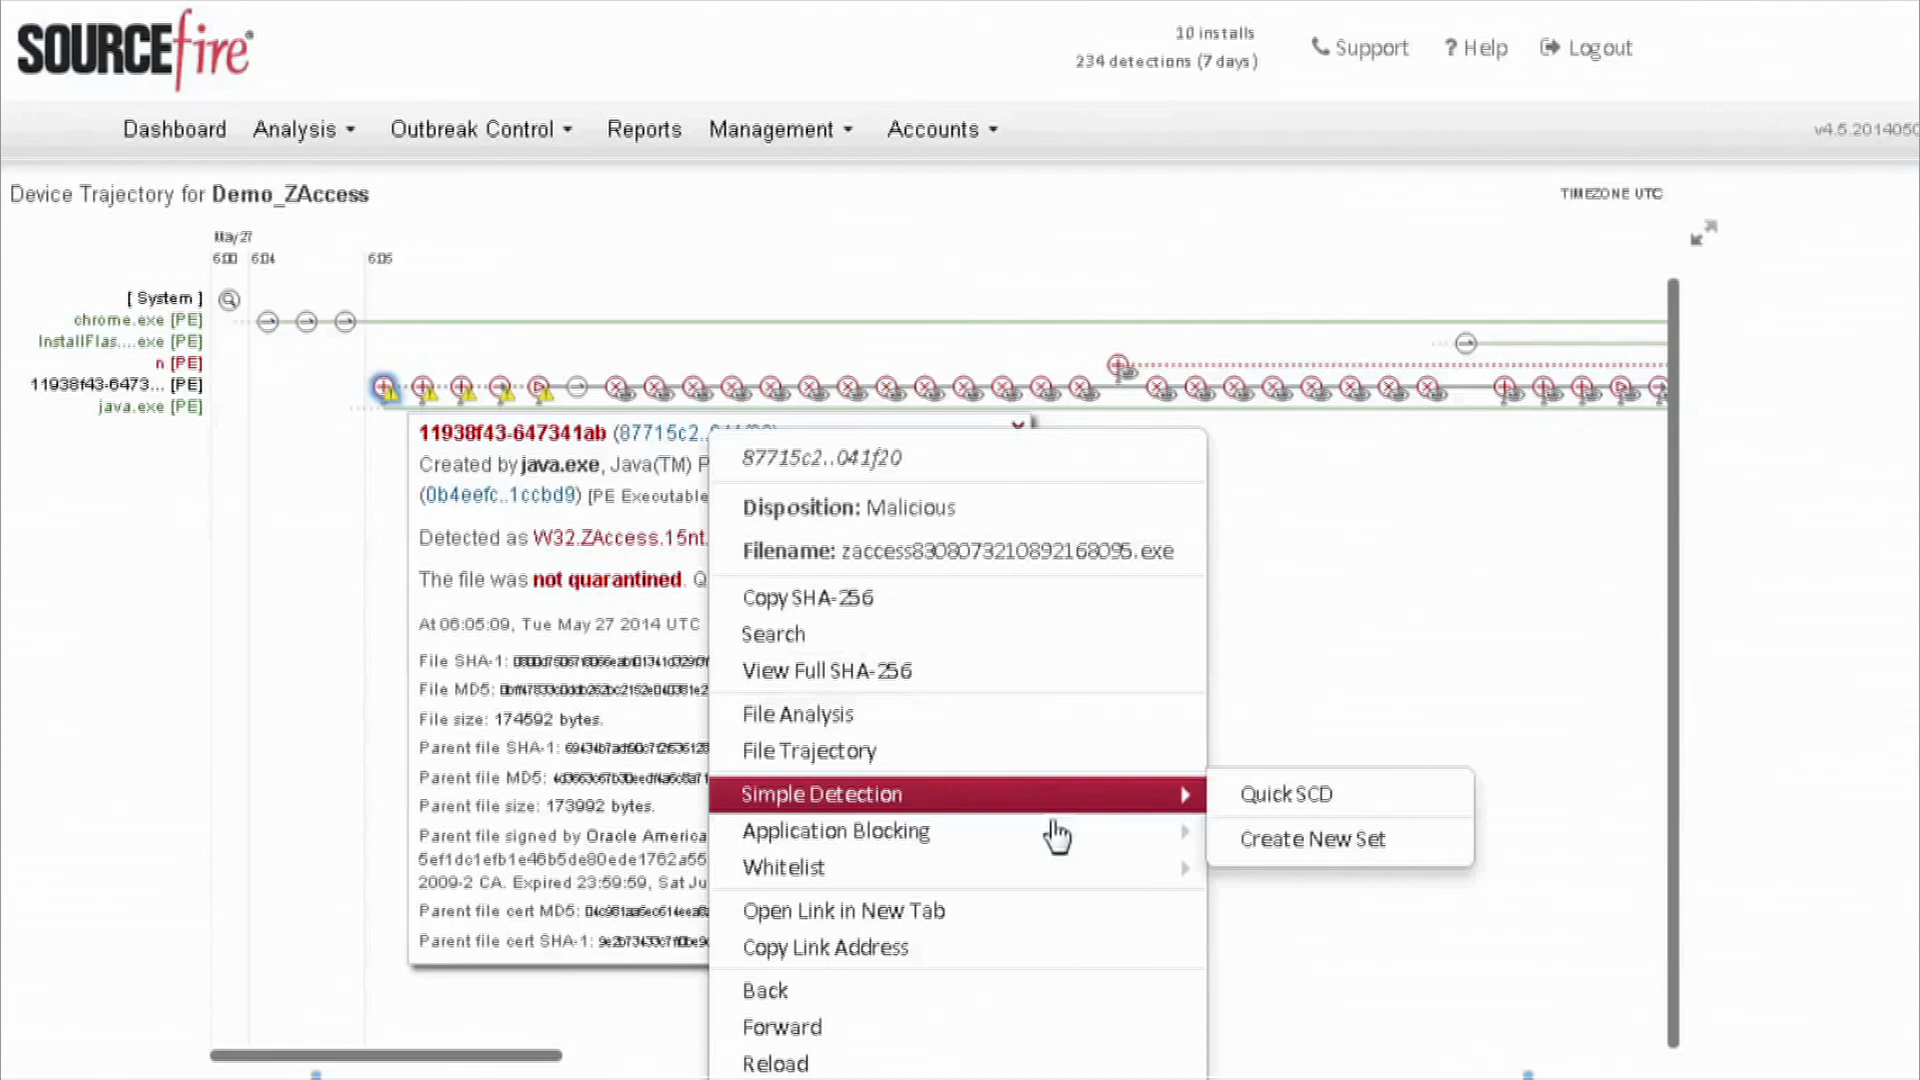 SOURCEfire®
10 installs
234 detections (7 days)
Support
? Help
Logout
Dashboard
Analysis
Outbreak Control
Reports
Management
Accounts
v4.5.2014050
Device Trajectory for Demo_ZAccess
TIMEZONE UTC
May/27
6:00
6:04
6:05
[ System ]
chrome.exe [PE]
InstallFlas....exe [PE]
n [PE]
11938f43-6473... [PE]
java.exe [PE]
11938f43-647341ab (87715c2..
Created by java.exe, Java(TM) P
(0b4eefc..1ccbd9) [PE Executable
Detected as W32.ZAccess.15nt.
The file was not quarantined. Q
At 06:05:09, Tue May 27 2014 UTC
File SHA-1:
File MD5:
File size: 174592 bytes.
Parent file SHA-1:
Parent file MD5:
Parent file size: 173992 bytes.
Parent file signed by Oracle America
5ef1dc1efb1e46b5de80ede1762a55
2009-2 CA. Expired 23:59:59, Sat Ju
Parent file cert MD5:
Parent file cert SHA-1:
87715c2..041f20
Disposition: Malicious
Filename: zaccess8308073210892168095.exe
Copy SHA-256
Search
View Full SHA-256
File Analysis
File Trajectory
Simple Detection
Application Blocking
Whitelist
Open Link in New Tab
Copy Link Address
Back
Forward
Reload
Quick SCD
Create New Set